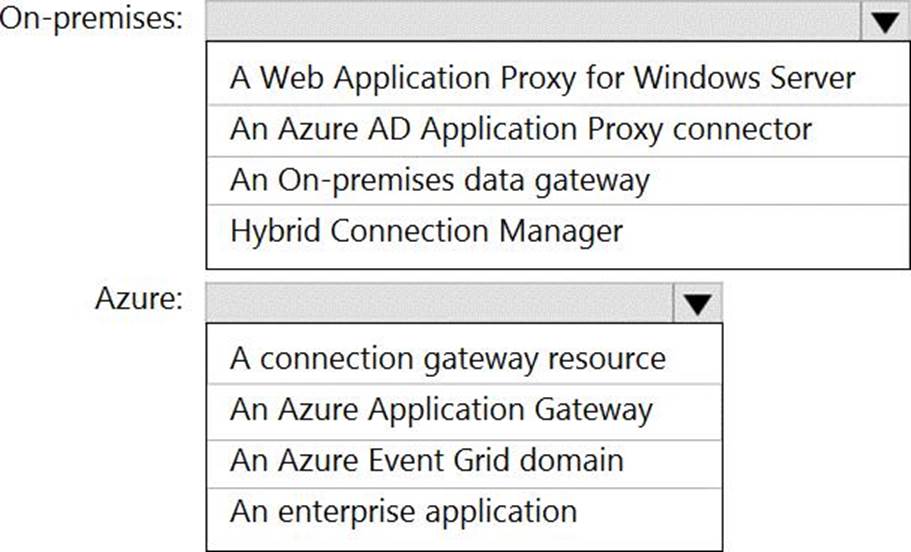 On-premises:
A Web Application Proxy for Windows Server
An Azure AD Application Proxy connector
An On-premises data gateway
Hybrid Connection Manager
Azure:
A connection gateway resource
An Azure Application Gateway
An Azure Event Grid domain
An enterprise application